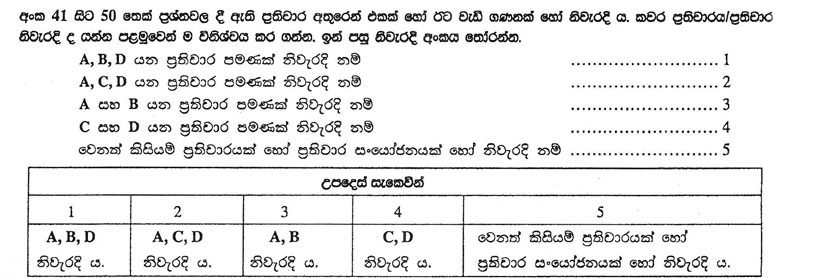 අංක 41 සිට 50 තෙක් ප්‍රශ්නවල දී ඇති ප්‍රතිචාර අතුරෙන් එකක් හෝ ඊට වැඩි ගණනක් හෝ නිවැරදි ය. කවර ප්‍රතිචාරය/ප්‍රතිචාර
නිවැරදි ද යන්න පළමුවෙන් ම විනිශ්චය කර ගන්න. ඉන් පසු නිවැරදි අංකය තෝරන්න.
A, B, D යන ප්‍රතිචාර පමණක් නිවැරදි නම් .............................. 1
A, C, D යන ප්‍රතිචාර පමණක් නිවැරදි නම් .............................. 2
A සහ B යන ප්‍රතිචාර පමණක් නිවැරදි නම් .............................. 3
C සහ D යන ප්‍රතිචාර පමණක් නිවැරදි නම් .............................. 4
වෙනත් කිසියම් ප්‍රතිචාරයක් හෝ ප්‍රතිචාර සංයෝජනයක් හෝ නිවැරදි නම් .............................. 5
උපදෙස් සැකෙවින්
1 2 3 4 5
A, B, D A, C, D A, B C, D වෙනත් කිසියම් ප්‍රතිචාරයක් හෝ
නිවැරදි ය. නිවැරදි ය. නිවැරදි ය. නිවැරදි ය. ප්‍රතිචාර සංයෝජනයක් හෝ නිවැරදි ය.